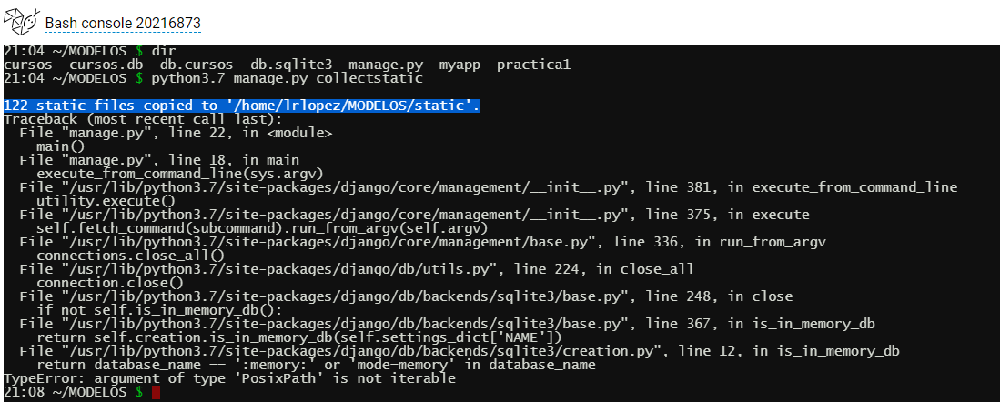 Bash console 20216873
21:04 ~/MODELOS $ dir
cursos  cursos.db  db.cursos  db.sqlite3  manage.py  myapp  practica1
21:04 ~/MODELOS $ python3.7 manage.py collectstatic
122 static files copied to '/home/lrlopez/MODELOS/static'.
Traceback (most recent call last):
  File "manage.py", line 22, in <module>
    main()
  File "manage.py", line 18, in main
    execute_from_command_line(sys.argv)
  File "/usr/lib/python3.7/site-packages/django/core/management/__init__.py", line 381, in execute_from_command_line
    utility.execute()
  File "/usr/lib/python3.7/site-packages/django/core/management/__init__.py", line 375, in execute
    self.fetch_command(subcommand).run_from_argv(self.argv)
  File "/usr/lib/python3.7/site-packages/django/core/management/base.py", line 336, in run_from_argv
    connections.close_all()
  File "/usr/lib/python3.7/site-packages/django/db/utils.py", line 224, in close_all
    connection.close()
  File "/usr/lib/python3.7/site-packages/django/db/backends/sqlite3/base.py", line 248, in close
    if not self.is_in_memory_db():
  File "/usr/lib/python3.7/site-packages/django/db/backends/sqlite3/base.py", line 367, in is_in_memory_db
    return self.creation.is_in_memory_db(self.settings_dict['NAME'])
  File "/usr/lib/python3.7/site-packages/django/db/backends/sqlite3/creation.py", line 12, in is_in_memory_db
    return database_name == ':memory:' or 'mode=memory' in database_name
TypeError: argument of type 'PosixPath' is not iterable
21:08 ~/MODELOS $